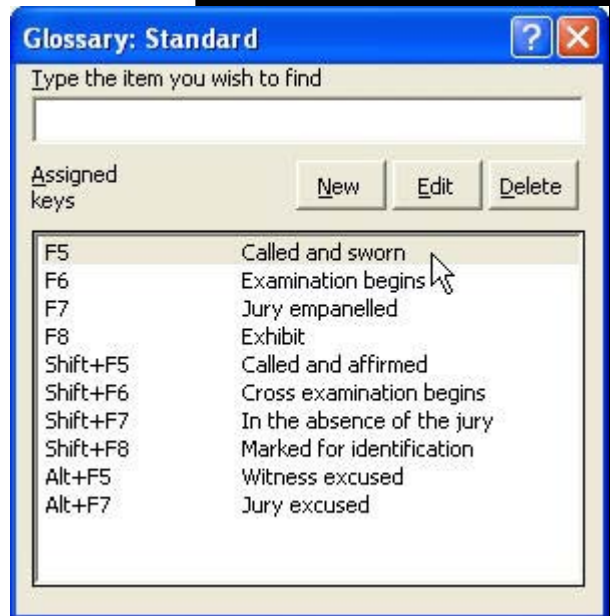 Glossary: Standard
Type the item you wish to find
Assigned
keys
New Edit Delete
F5 Called and sworn
F6 Examination begins
F7 Jury empanelled
F8 Exhibit
Shift+F5 Called and affirmed
Shift+F6 Cross examination begins
Shift+F7 In the absence of the jury
Shift+F8 Marked for identification
Alt+F5 Witness excused
Alt+F7 Jury excused